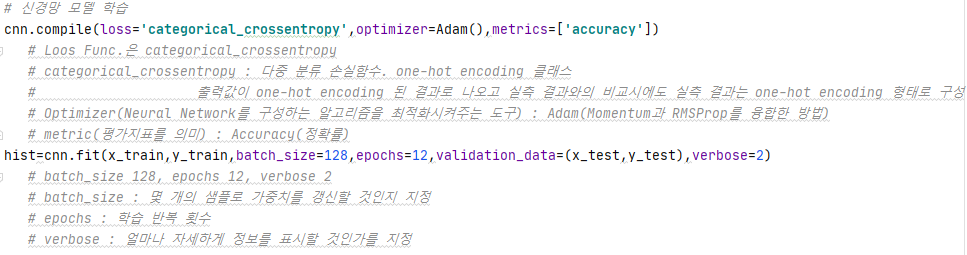 # 신경망 모델 학습
cnn.compile(loss='categorical_crossentropy',optimizer=Adam(),metrics=['accuracy'])
# Loos Func.은 categorical_crossentropy
# categorical_crossentropy : 다중 분류 손실함수. one-hot encoding 클래스
# 출력값이 one-hot encoding 된 결과로 나오고 실측 결과와의 비교시에도 실측 결과는 one-hot encoding 형태로 구성
# Optimizer(Neural Network를 구성하는 알고리즘을 최적화시켜주는 도구) : Adam(Momentum과 RMSProp를 융합한 방법)
# metric(평가지표를 의미) : Accuracy(정확률)
hist=cnn.fit(x_train,y_train,batch_size=128,epochs=12,validation_data=(x_test,y_test),verbose=2)
# batch_size 128, epochs 12, verbose 2
# batch_size : 몇 개의 샘플로 가중치를 갱신할 것인지 지정
# epochs : 학습 반복 횟수
# verbose : 얼마나 자세하게 정보를 표시할 것인가를 지정